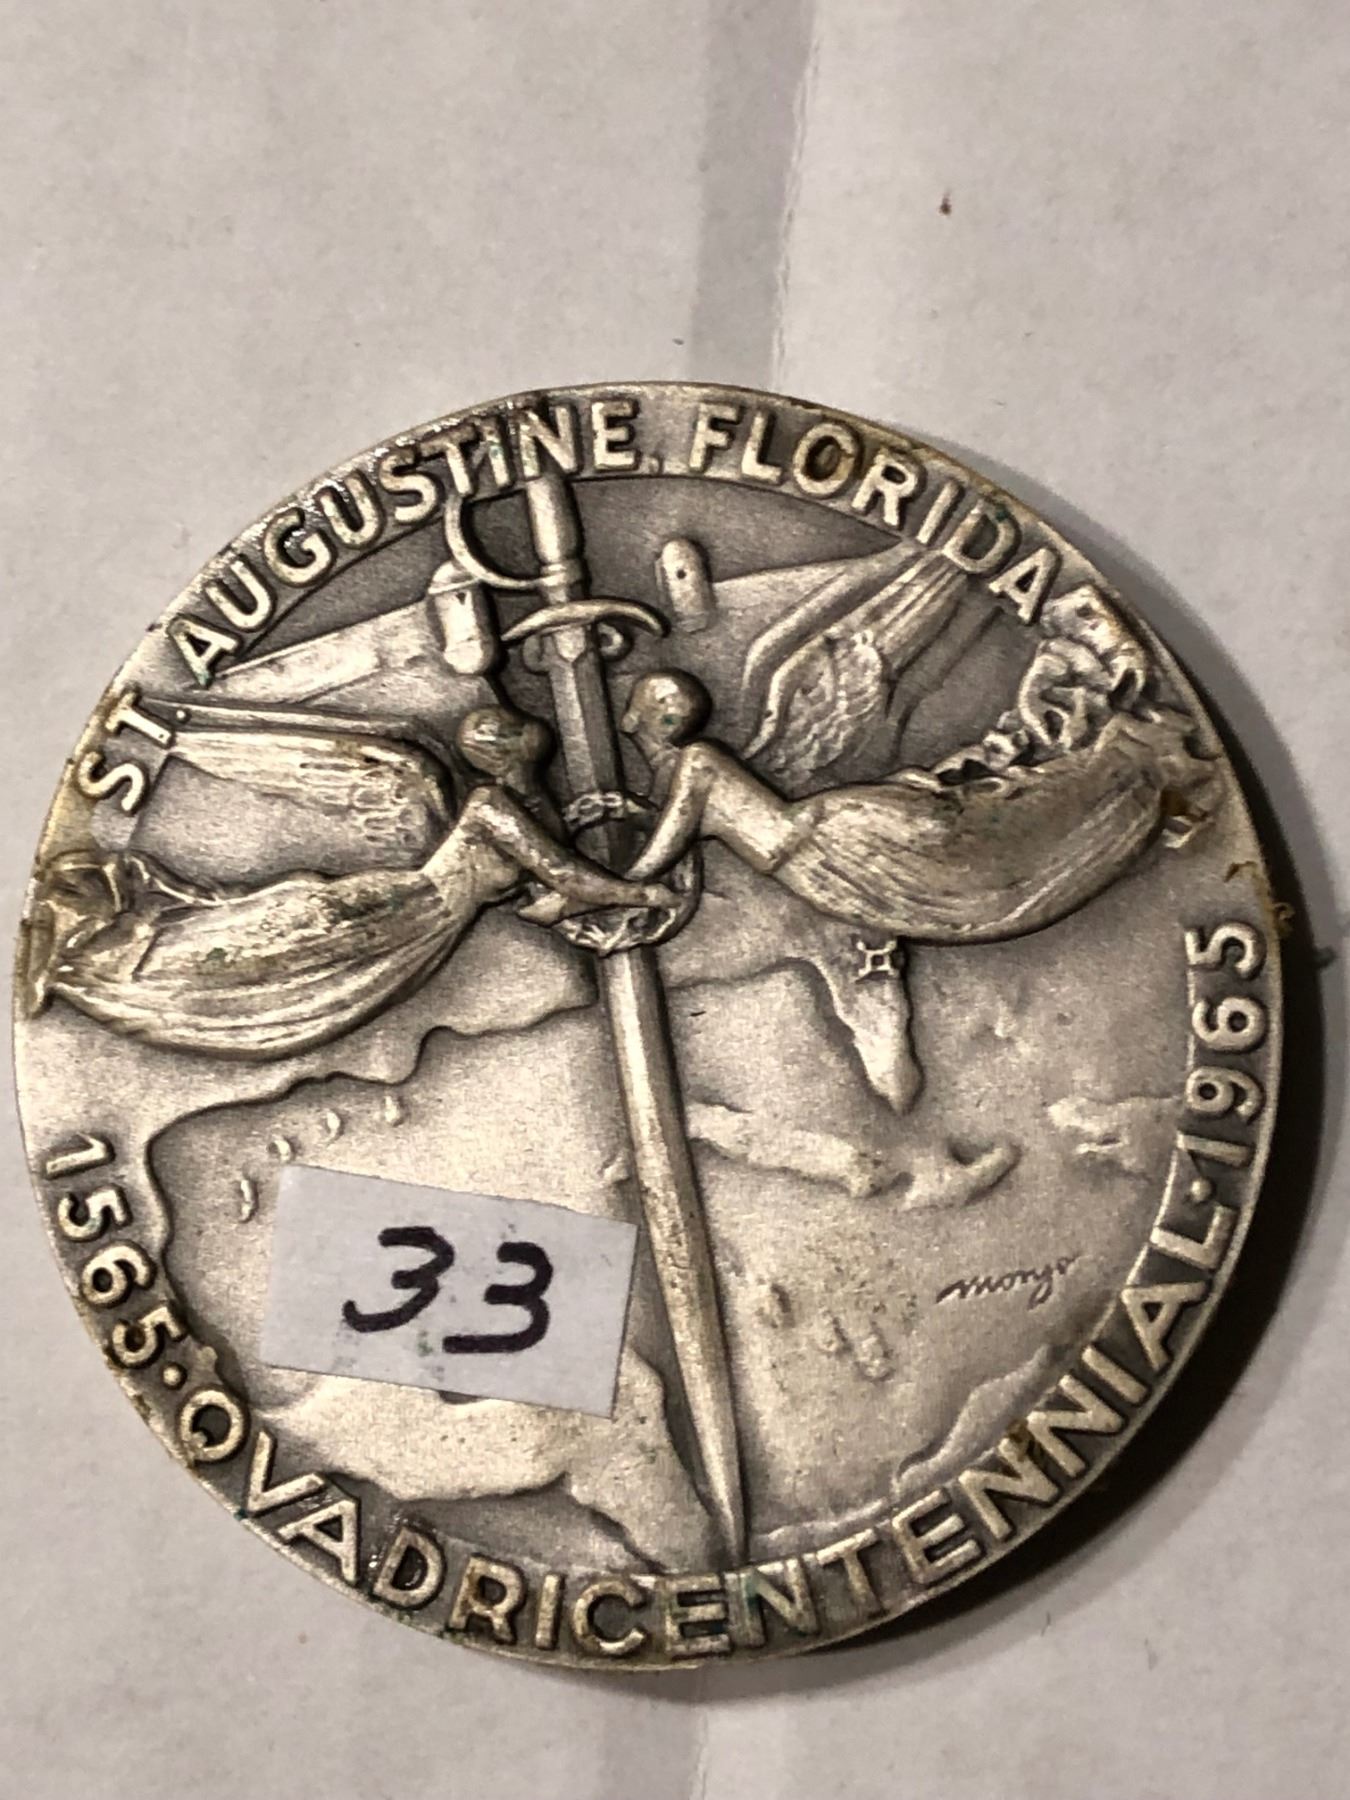 ST. AUGUSTINE, FLORIDA
1565·QVADRICENTENNIAL·1965
33